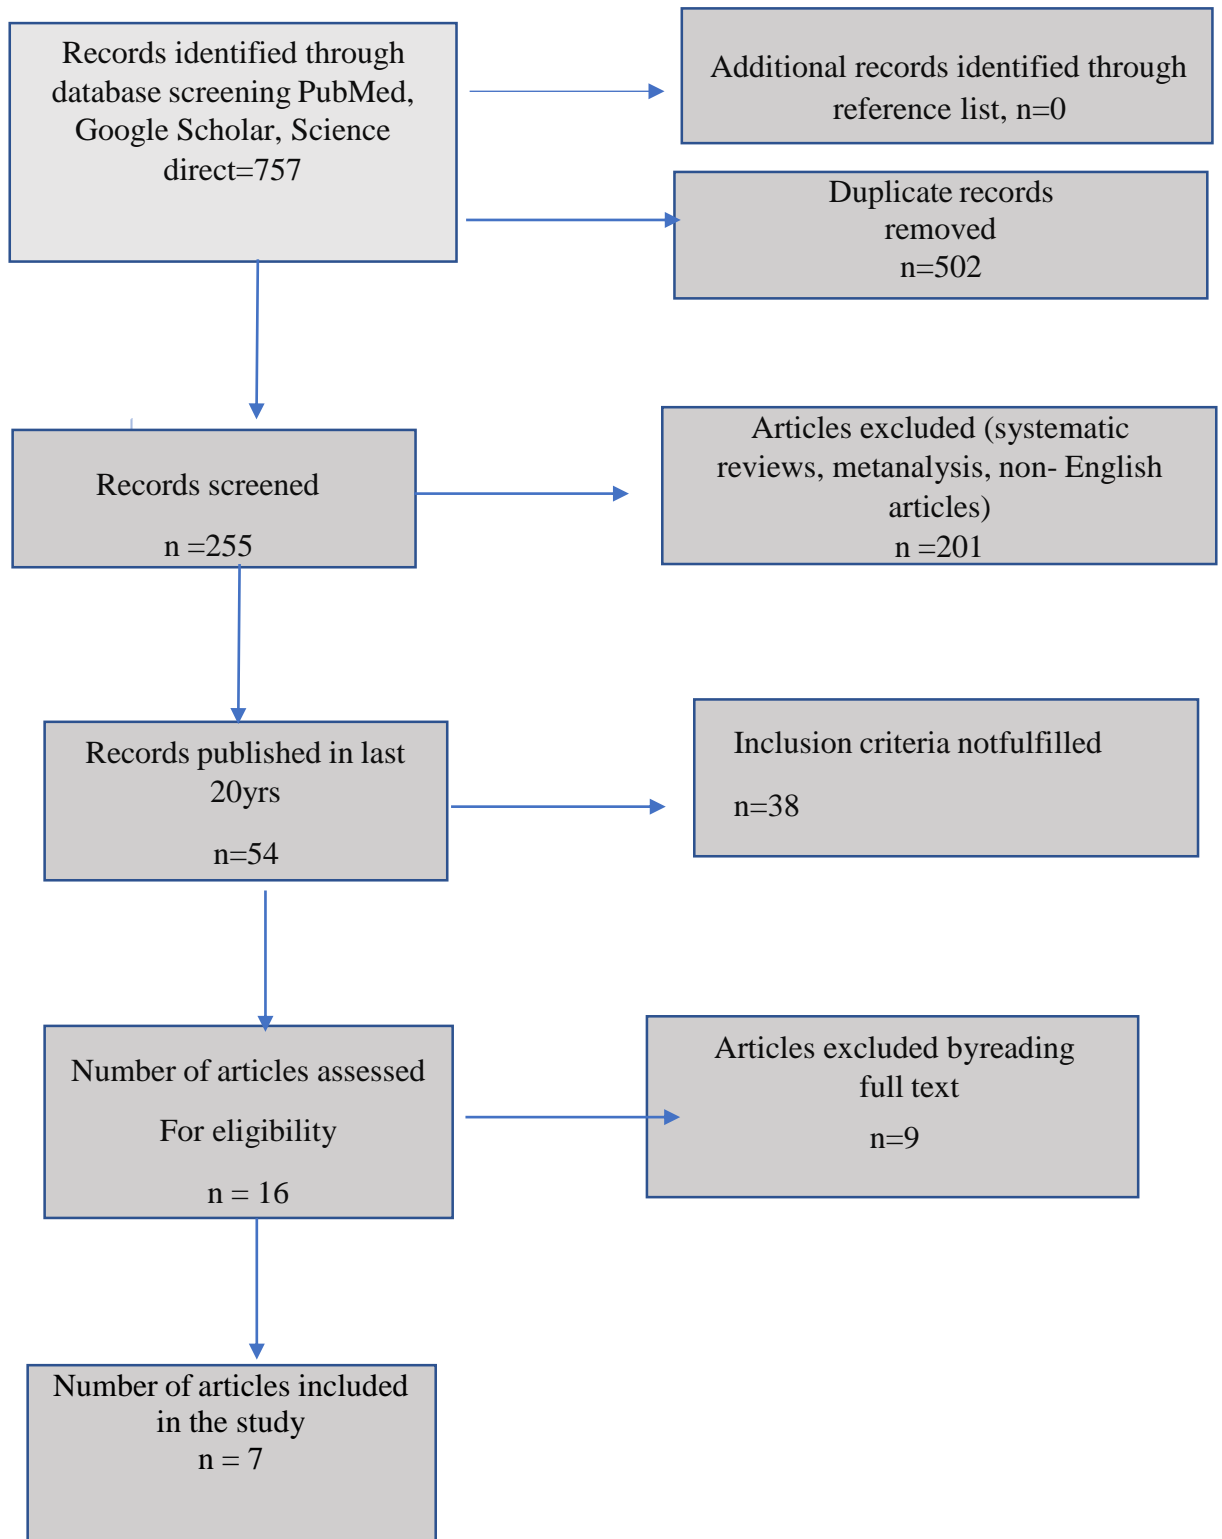 Records identified through
database screening PubMed,
Google Scholar, Science
direct=757
Additional records identified through
reference list, n=0
Duplicate records
removed
n=502
Records screened
n =255
Articles excluded (systematic
reviews, metanalysis, non- English
articles)
n =201
Records published in last
20yrs
n=54
Inclusion criteria notfulfilled
n=38
Number of articles assessed
For eligibility
n = 16
Articles excluded byreading
full text
n=9
Number of articles included
in the study
n = 7